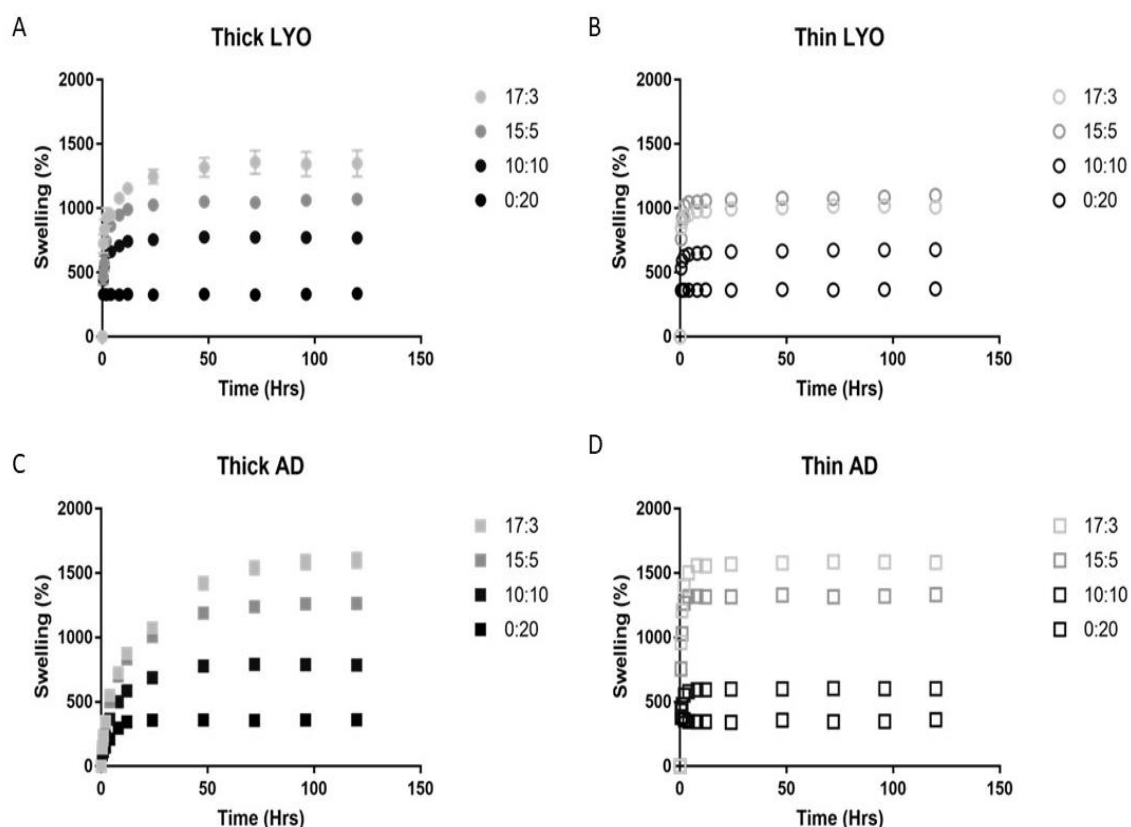 A
Thick LYO
Swelling (%)
2000
1500
1000
500
0
0 50 100 150
Time (Hrs)
17:3
15:5
10:10
0:20
B
Thin LYO
Swelling (%)
2000
1500
1000
500
0
0 50 100 150
Time (Hrs)
17:3
15:5
10:10
0:20
C
Thick AD
Swelling (%)
2000
1500
1000
500
0
0 50 100 150
Time (Hrs)
17:3
15:5
10:10
0:20
D
Thin AD
Swelling (%)
2000
1500
1000
500
0
0 50 100 150
Time (Hrs)
17:3
15:5
10:10
0:20